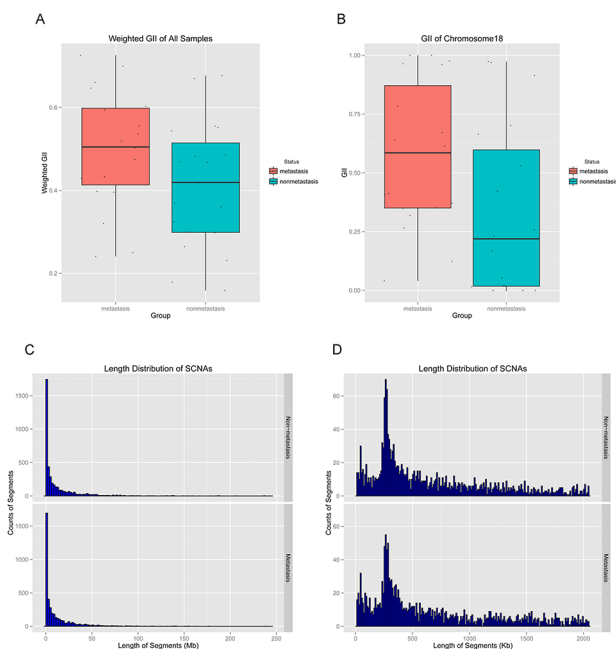 A
B
Weighted GII of All Samples
GII of Chromosome18
Weighted GII
0.6
0.4
0.2
metastasis
nonmetastasis
Group
Status
metastasis
nonmetastasis
GII
1.00
0.75
0.50
0.25
0.00
metastasis
nonmetastasis
Group
Status
metastasis
nonmetastasis
C
D
Length Distribution of SCNAs
Length Distribution of SCNAs
Counts of Segments
1500
1000
500
0
Non-metastasis
1500
1000
500
0
Metastasis
0
50
100
150
200
250
Length of Segments (Mb)
Counts of Segments
60
40
20
0
Non-metastasis
60
40
20
0
Metastasis
0
500
1000
1500
2000
Length of Segments (Kb)